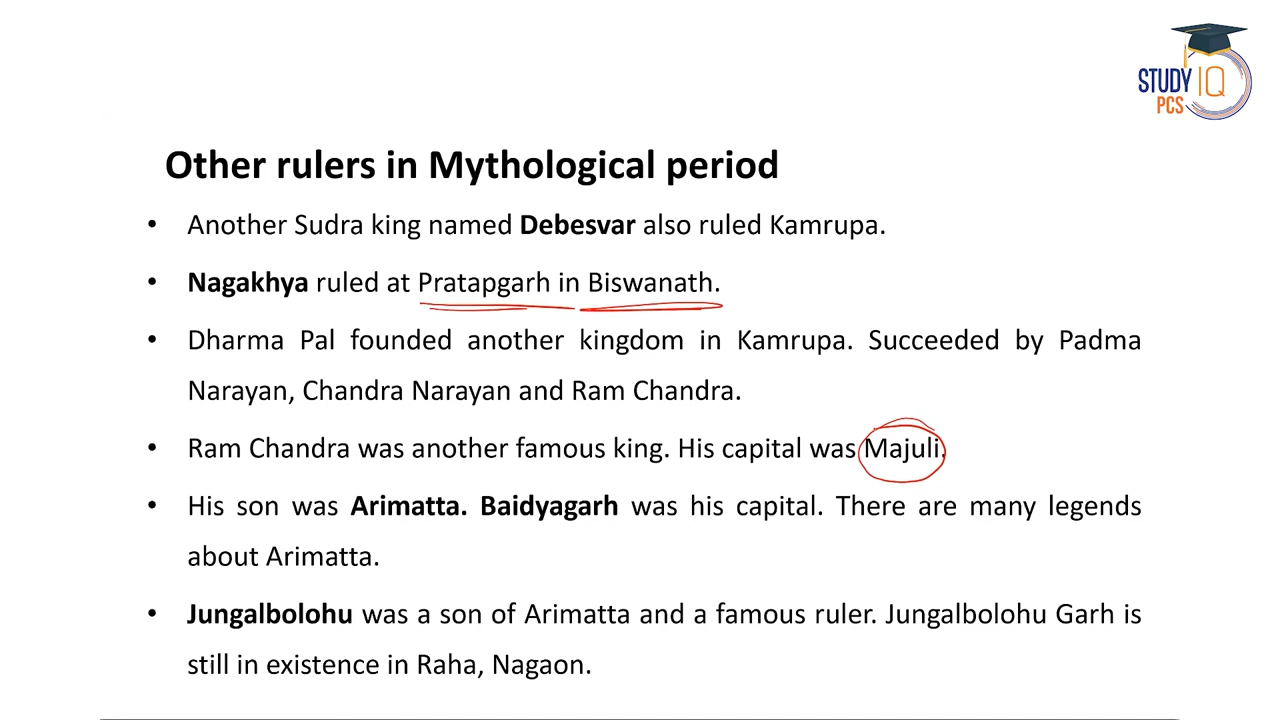 STUDY IQ
PCS
Other rulers in Mythological period
• Another Sudra king named Debesvar also ruled Kamrupa.
• Nagakhya ruled at Pratapgarh in Biswanath.
• Dharma Pal founded another kingdom in Kamrupa. Succeeded by Padma
Narayan, Chandra Narayan and Ram Chandra.
• Ram Chandra was another famous king. His capital was Majuli.
• His son was Arimatta. Baidyagarh was his capital. There are many legends
about Arimatta.
• Jungalbolohu was a son of Arimatta and a famous ruler. Jungalbolohu Garh is
still in existence in Raha, Nagaon.